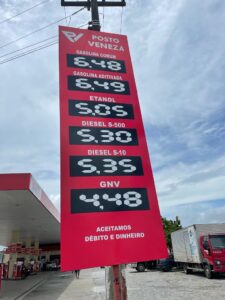 POSTO
VENEZA
GASOLINA COMUM
6,48
GASOLINA ADITIVADA
6,49
ETANOL
5,05
DIESEL S-500
5,30
DIESEL S-10
5,35
GNV
4,48
ACEITAMOS
DÉBITO E DINHEIRO